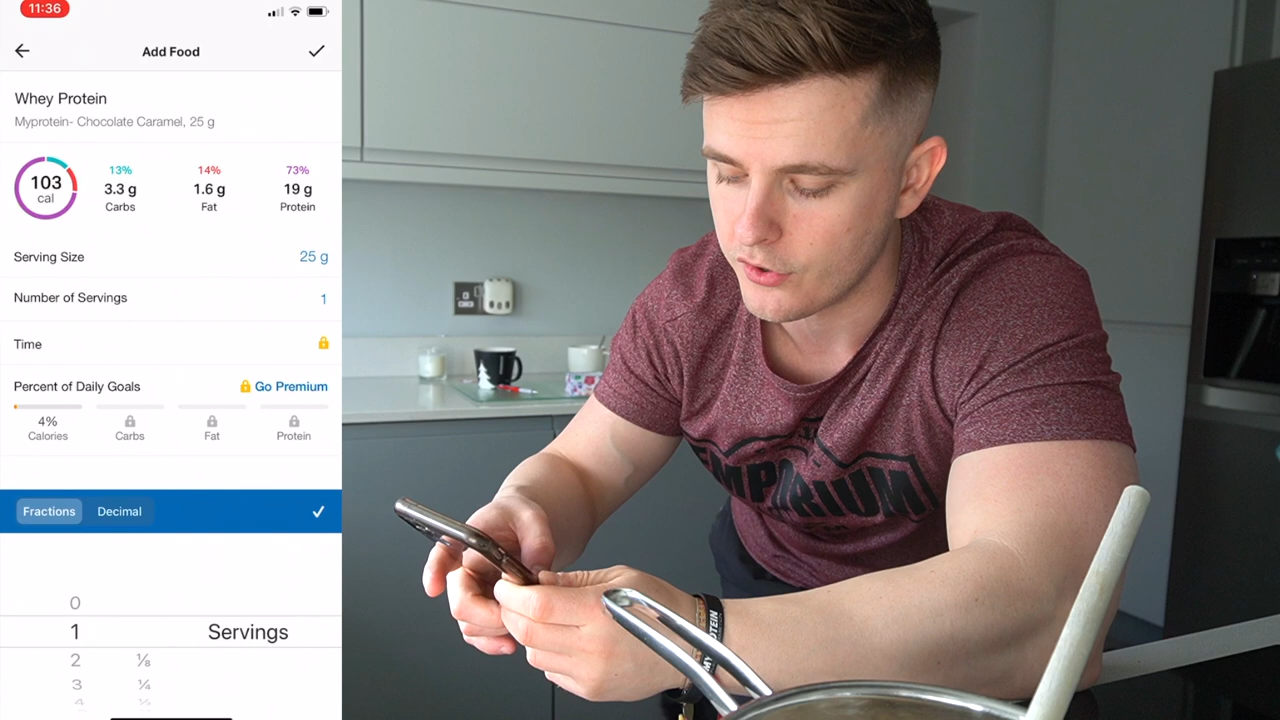 11:36
Add Food
Whey Protein
Myprotein- Chocolate Caramel, 25 g
103
cal
13%
3.3 g
Carbs
14%
1.6 g
Fat
73%
19 g
Protein
Serving Size
25 g
Number of Servings
1
Time
Percent of Daily Goals
Go Premium
4%
Calories
Carbs
Fat
Protein
Fractions
Decimal
0
1
Servings
2
⅛
3
¼
4
EMPORIUM